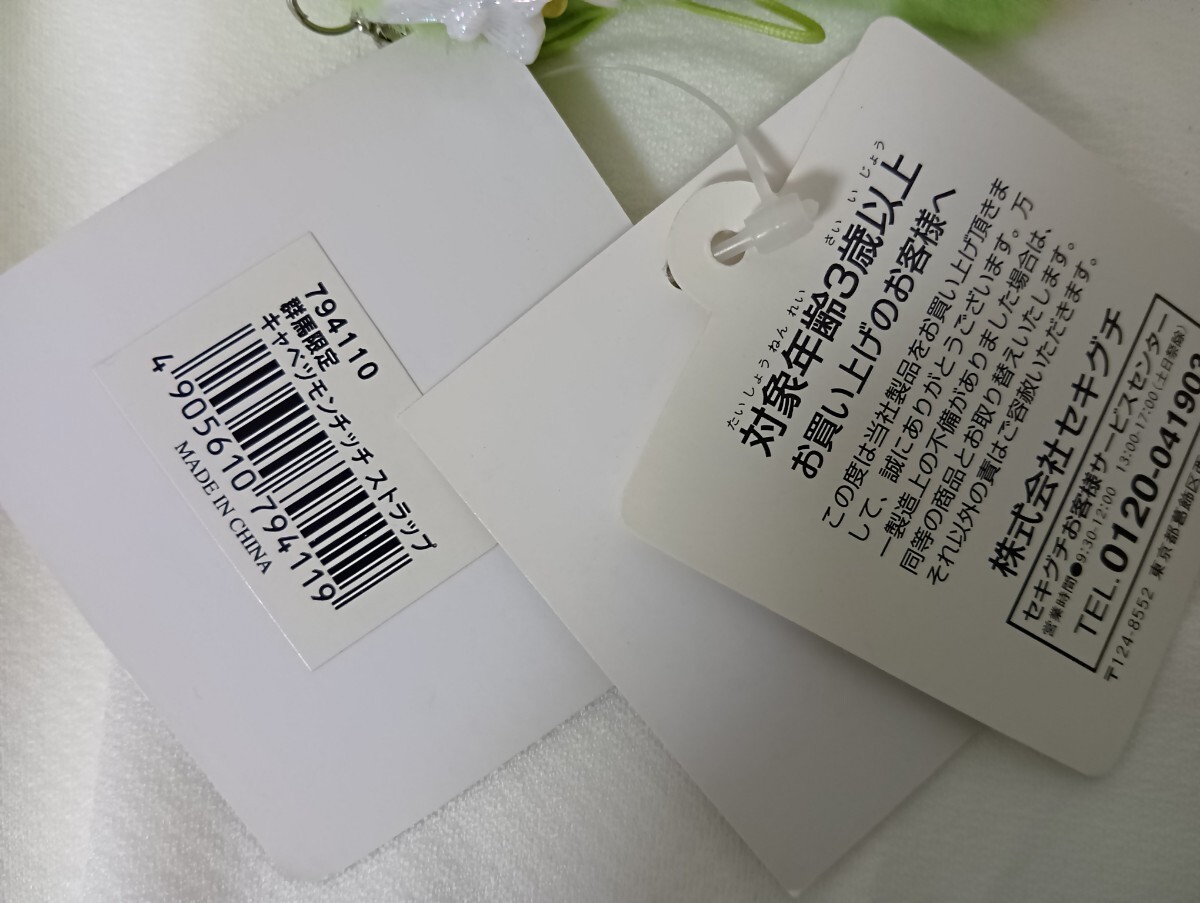 794110
群馬限定
キャベツモンチッチ ストラップ
4 905610 794119
MADE IN CHINA
たいしょう ねん れい さい い じょう
対象年齢3歳以上
お買い上げのお客様へ
この度は当社製品をお買い上げ頂きま
して、誠にありがとうございます。万
一製造上の不備がありました場合は、
同等の商品とお取り替えいたします。
それ以外の責はご容赦いただきます。
株式会社セキグチ
セキグチお客様サービスセンター
営業時間●9:30-12:00 13:00-17:00(土日祭除)
TEL.0120-041903
〒124-8552 東京都葛飾区西